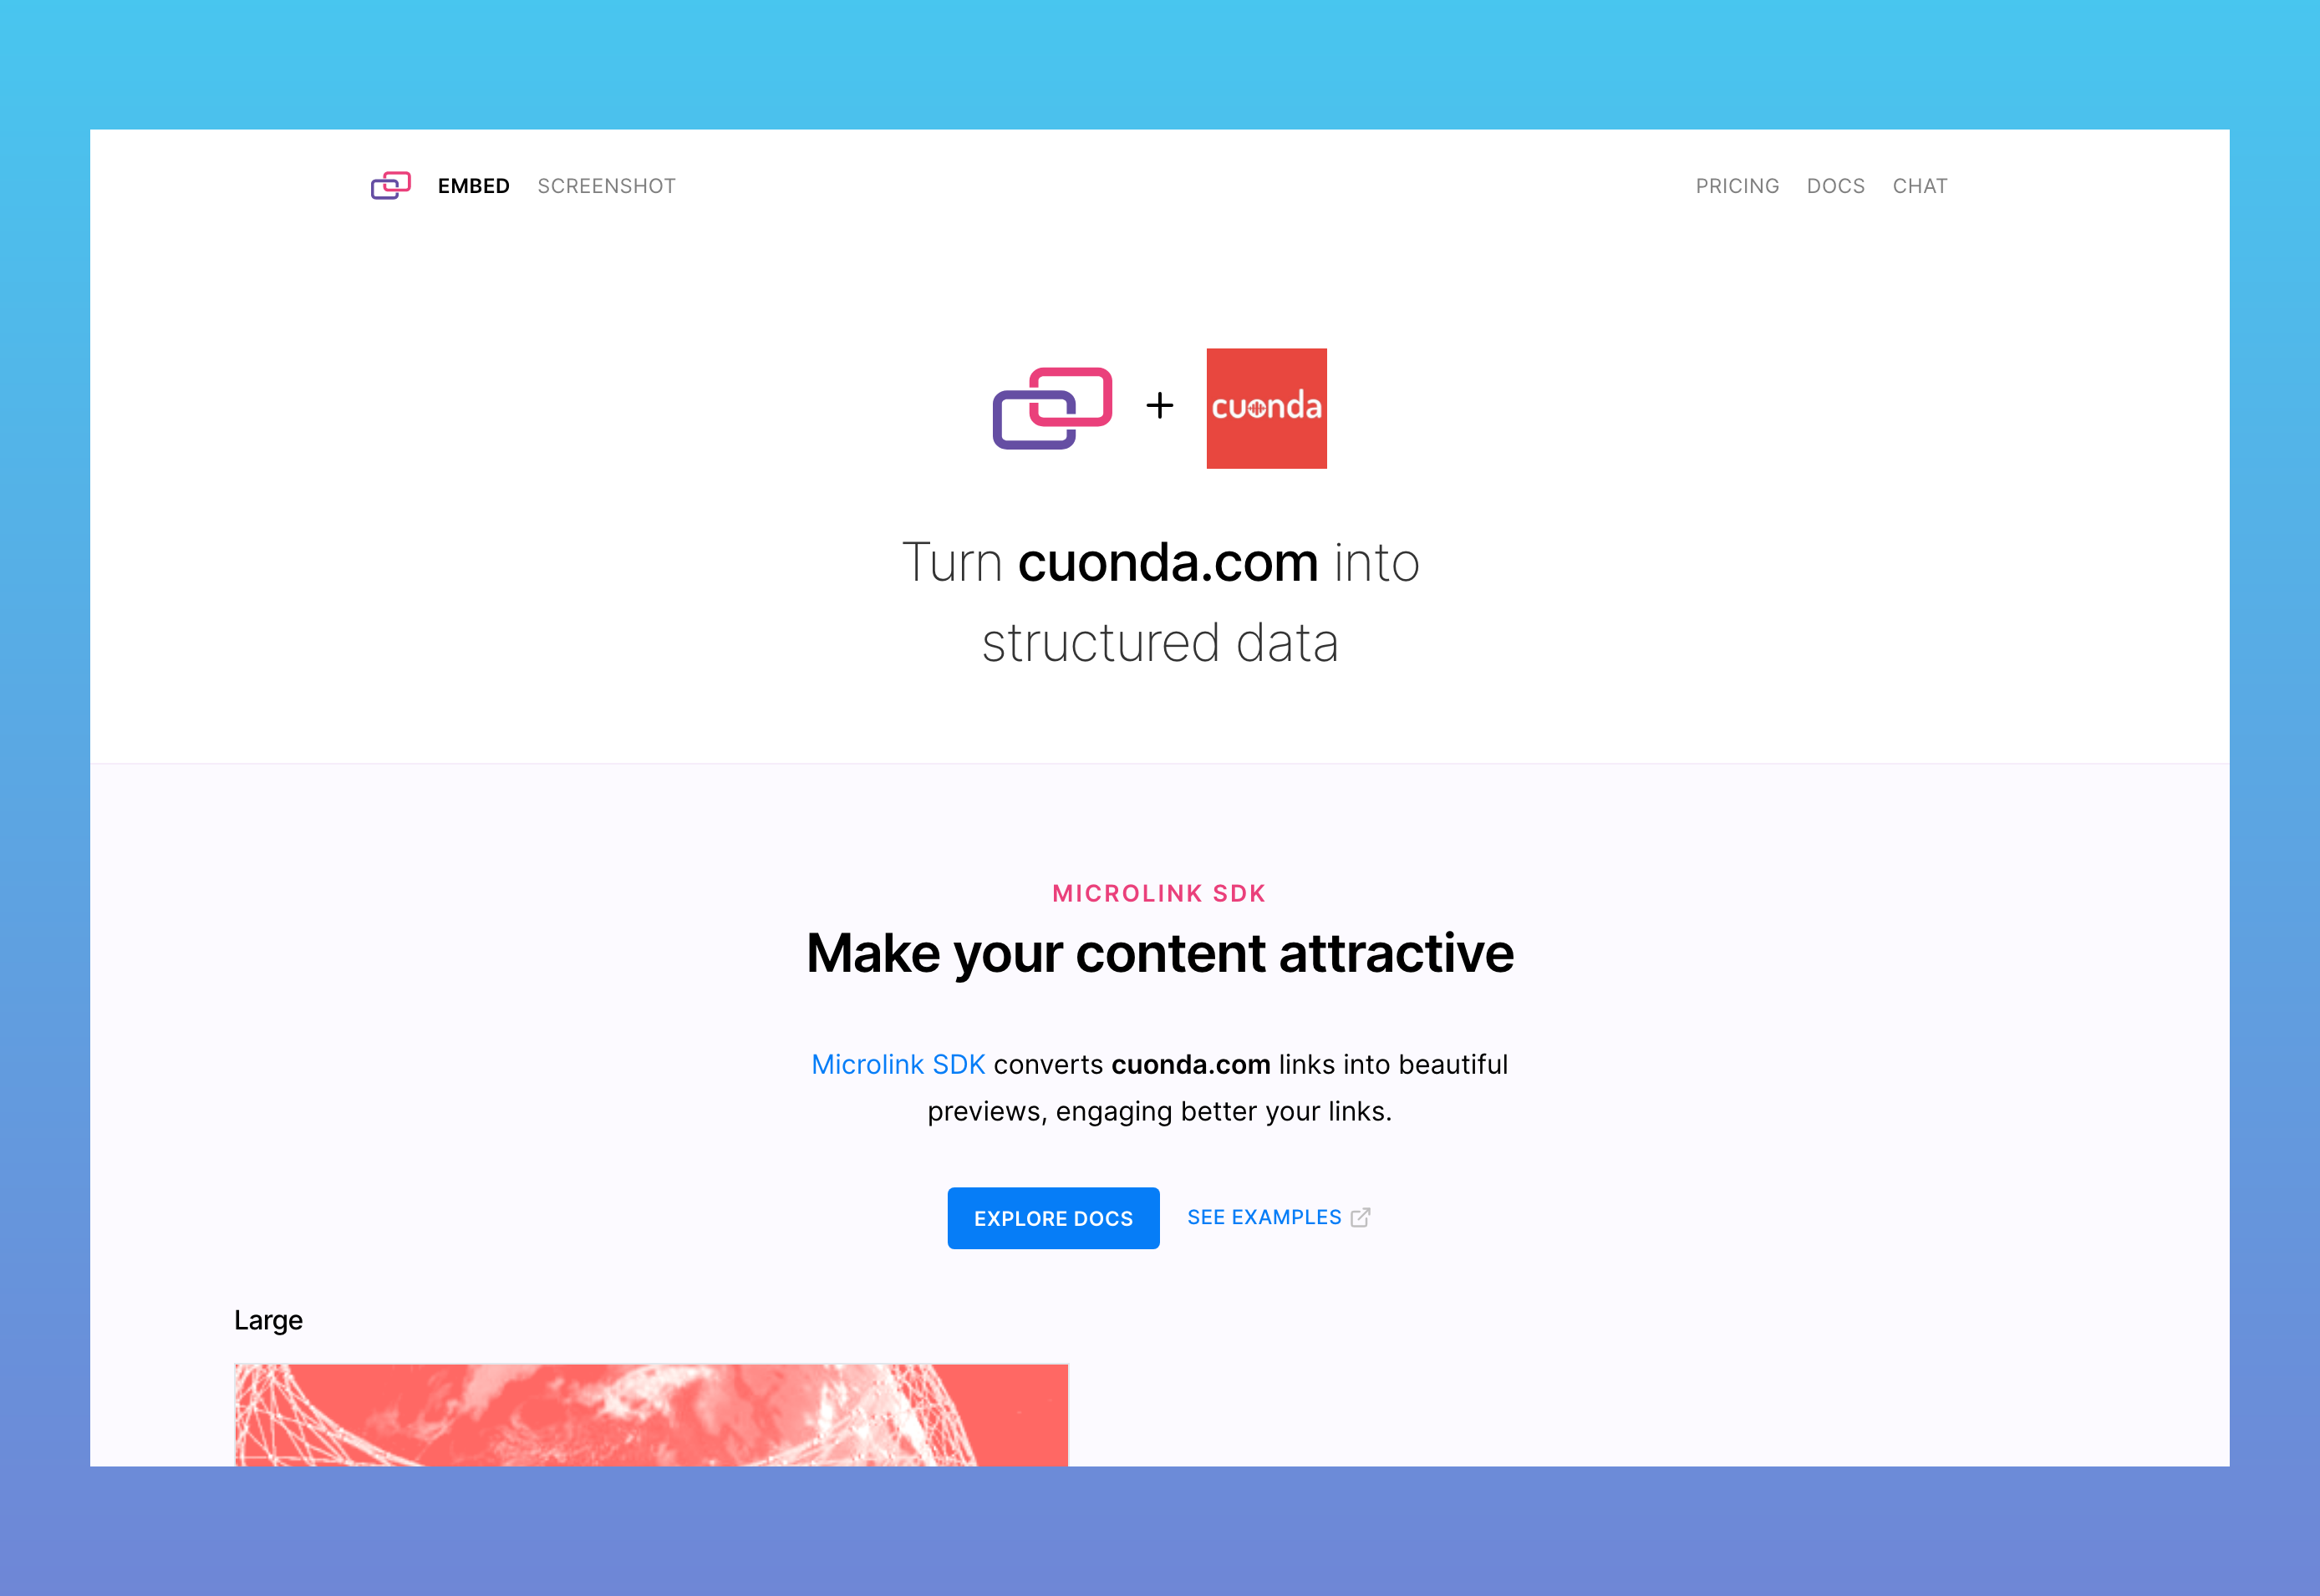 EMBED SCREENSHOT PRICING DOCS CHAT
+ cuonda
Turn cuonda.com into
structured data
MICROLINK SDK
Make your content attractive
Microlink SDK converts cuonda.com links into beautiful
previews, engaging better your links.
EXPLORE DOCS SEE EXAMPLES
Large